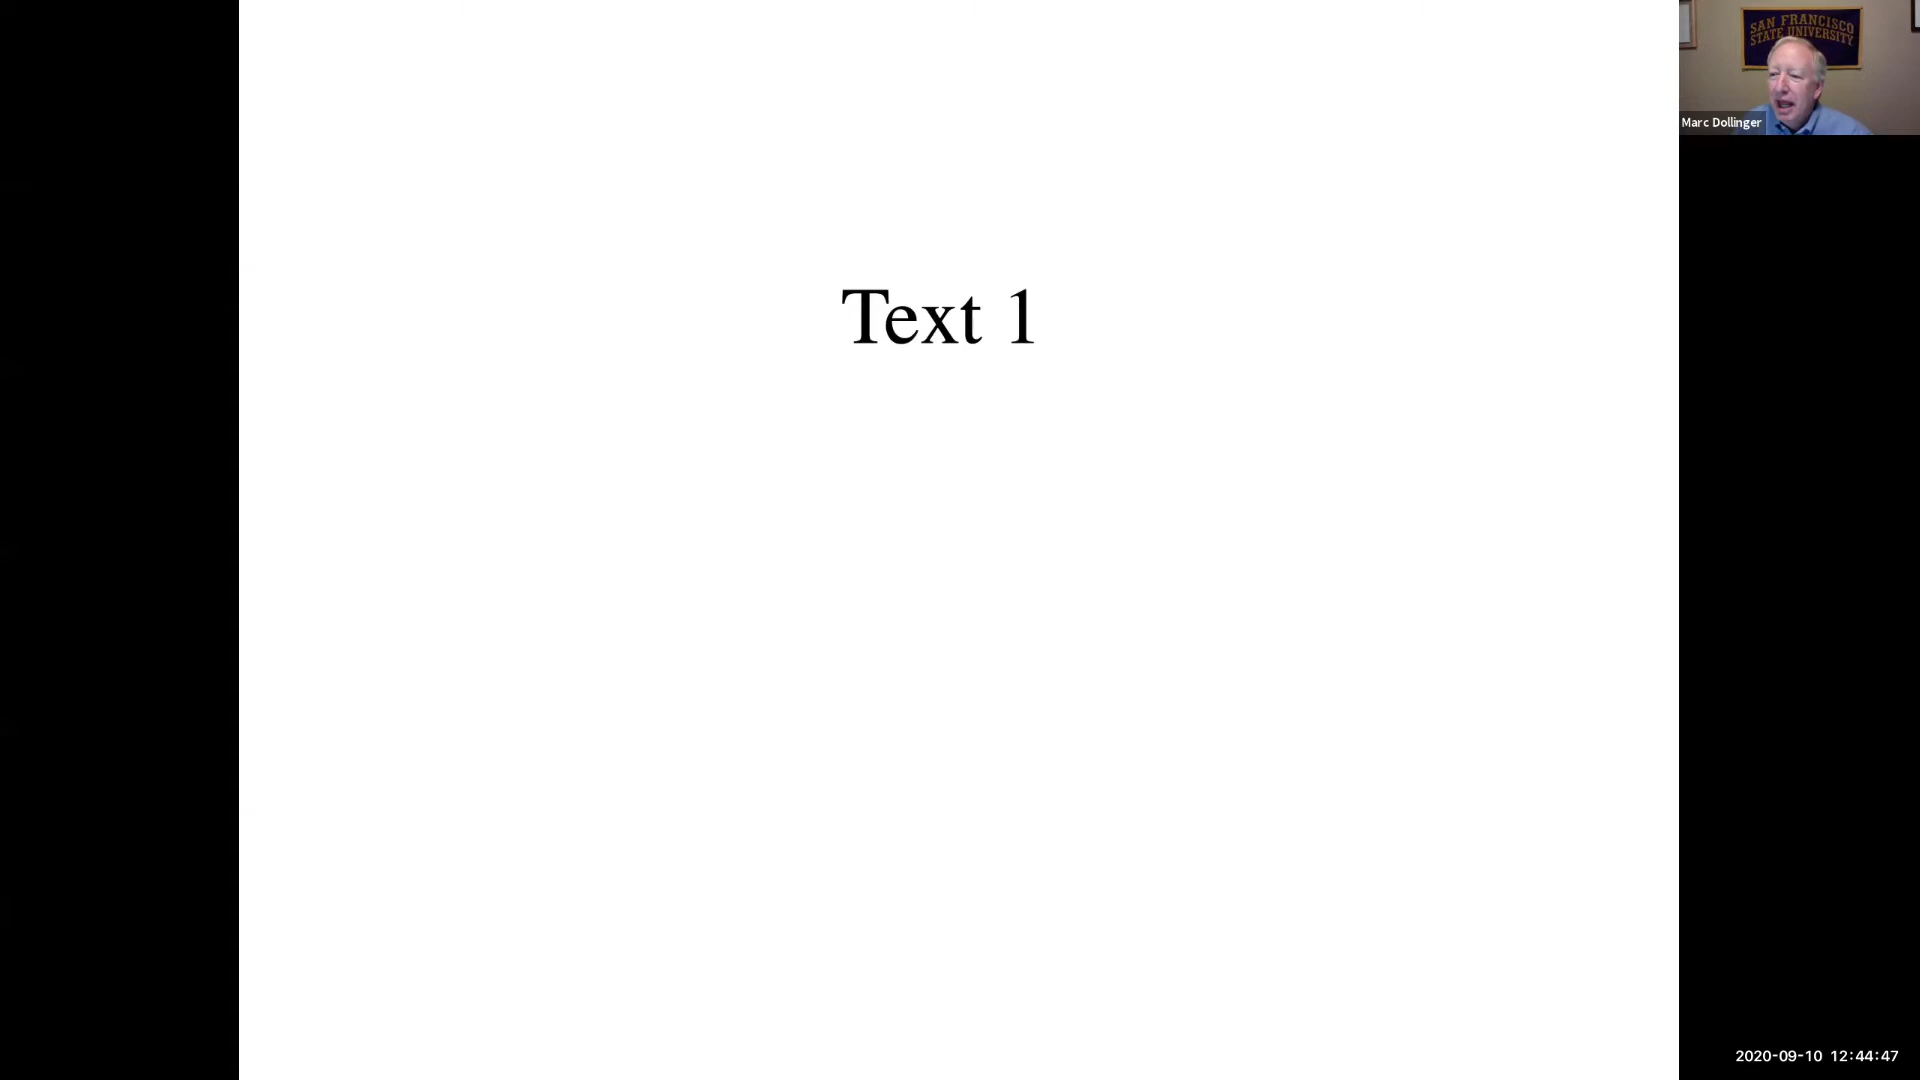 SAN FRANCISCO
STATE UNIVERSITY
Marc Dollinger
Text 1
2020-09-10 12:44:47